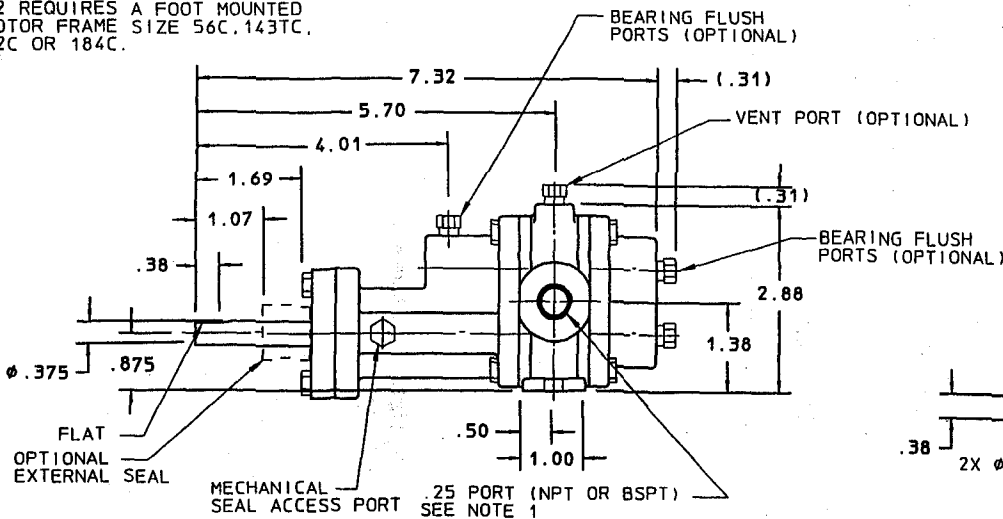 2 REQUIRES A FOOT MOUNTED
OTOR FRAME SIZE 56C,143TC,
2C OR 184C.
BEARING FLUSH
PORTS (OPTIONAL)
7.32
(.31)
5.70
VENT PORT (OPTIONAL)
4.01
1.69
(.31)
1.07
BEARING FLUSH
PORTS (OPTIONAL)
.38
2.88
1.38
ø.375
.875
FLAT
.50
OPTIONAL
EXTERNAL SEAL
1.00
.38
2X ø
MECHANICAL
SEAL ACCESS PORT
.25 PORT (NPT OR BSPT)
SEE NOTE 1